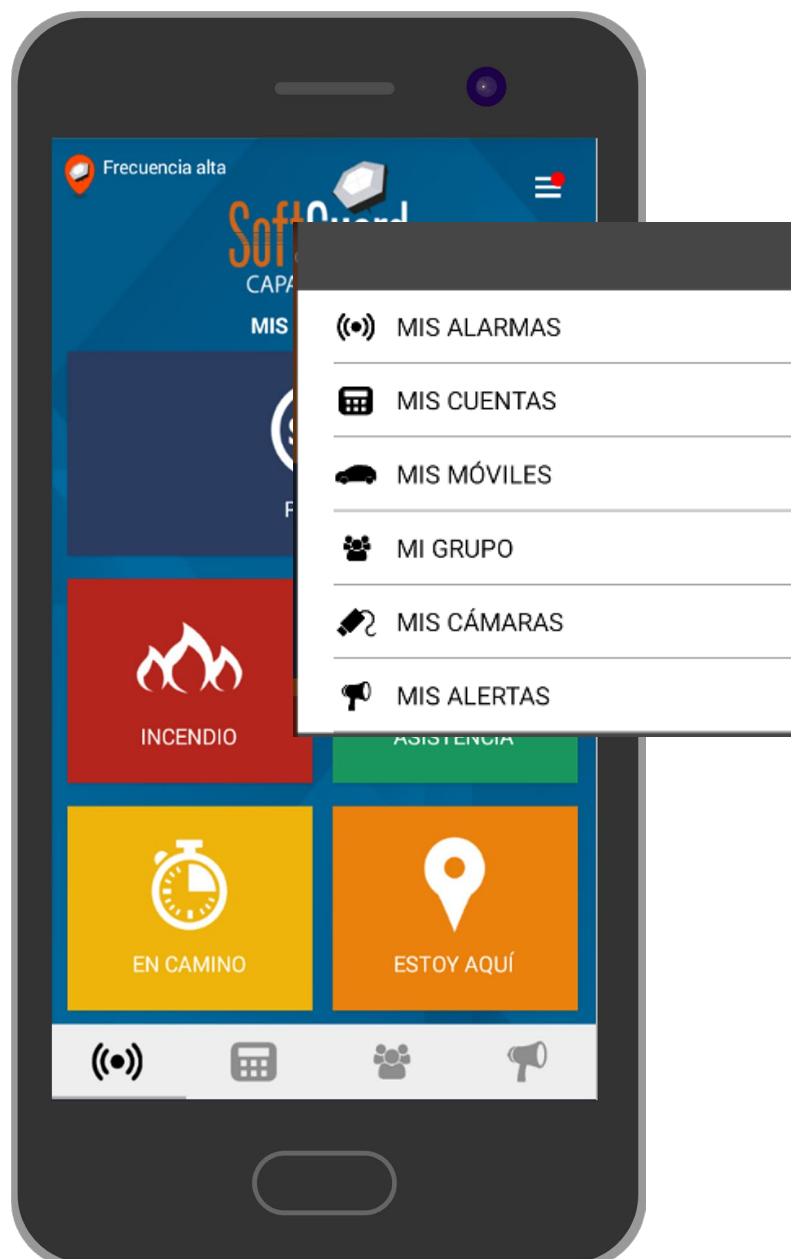 Frecuencia alta
MIS
MIS ALARMAS
MIS CUENTAS
MIS MÓVILES
MI GRUPO
MIS CÁMARAS
MIS ALERTAS
INCENDIO
ASISTENCIA
EN CAMINO
ESTOY AQUÍ